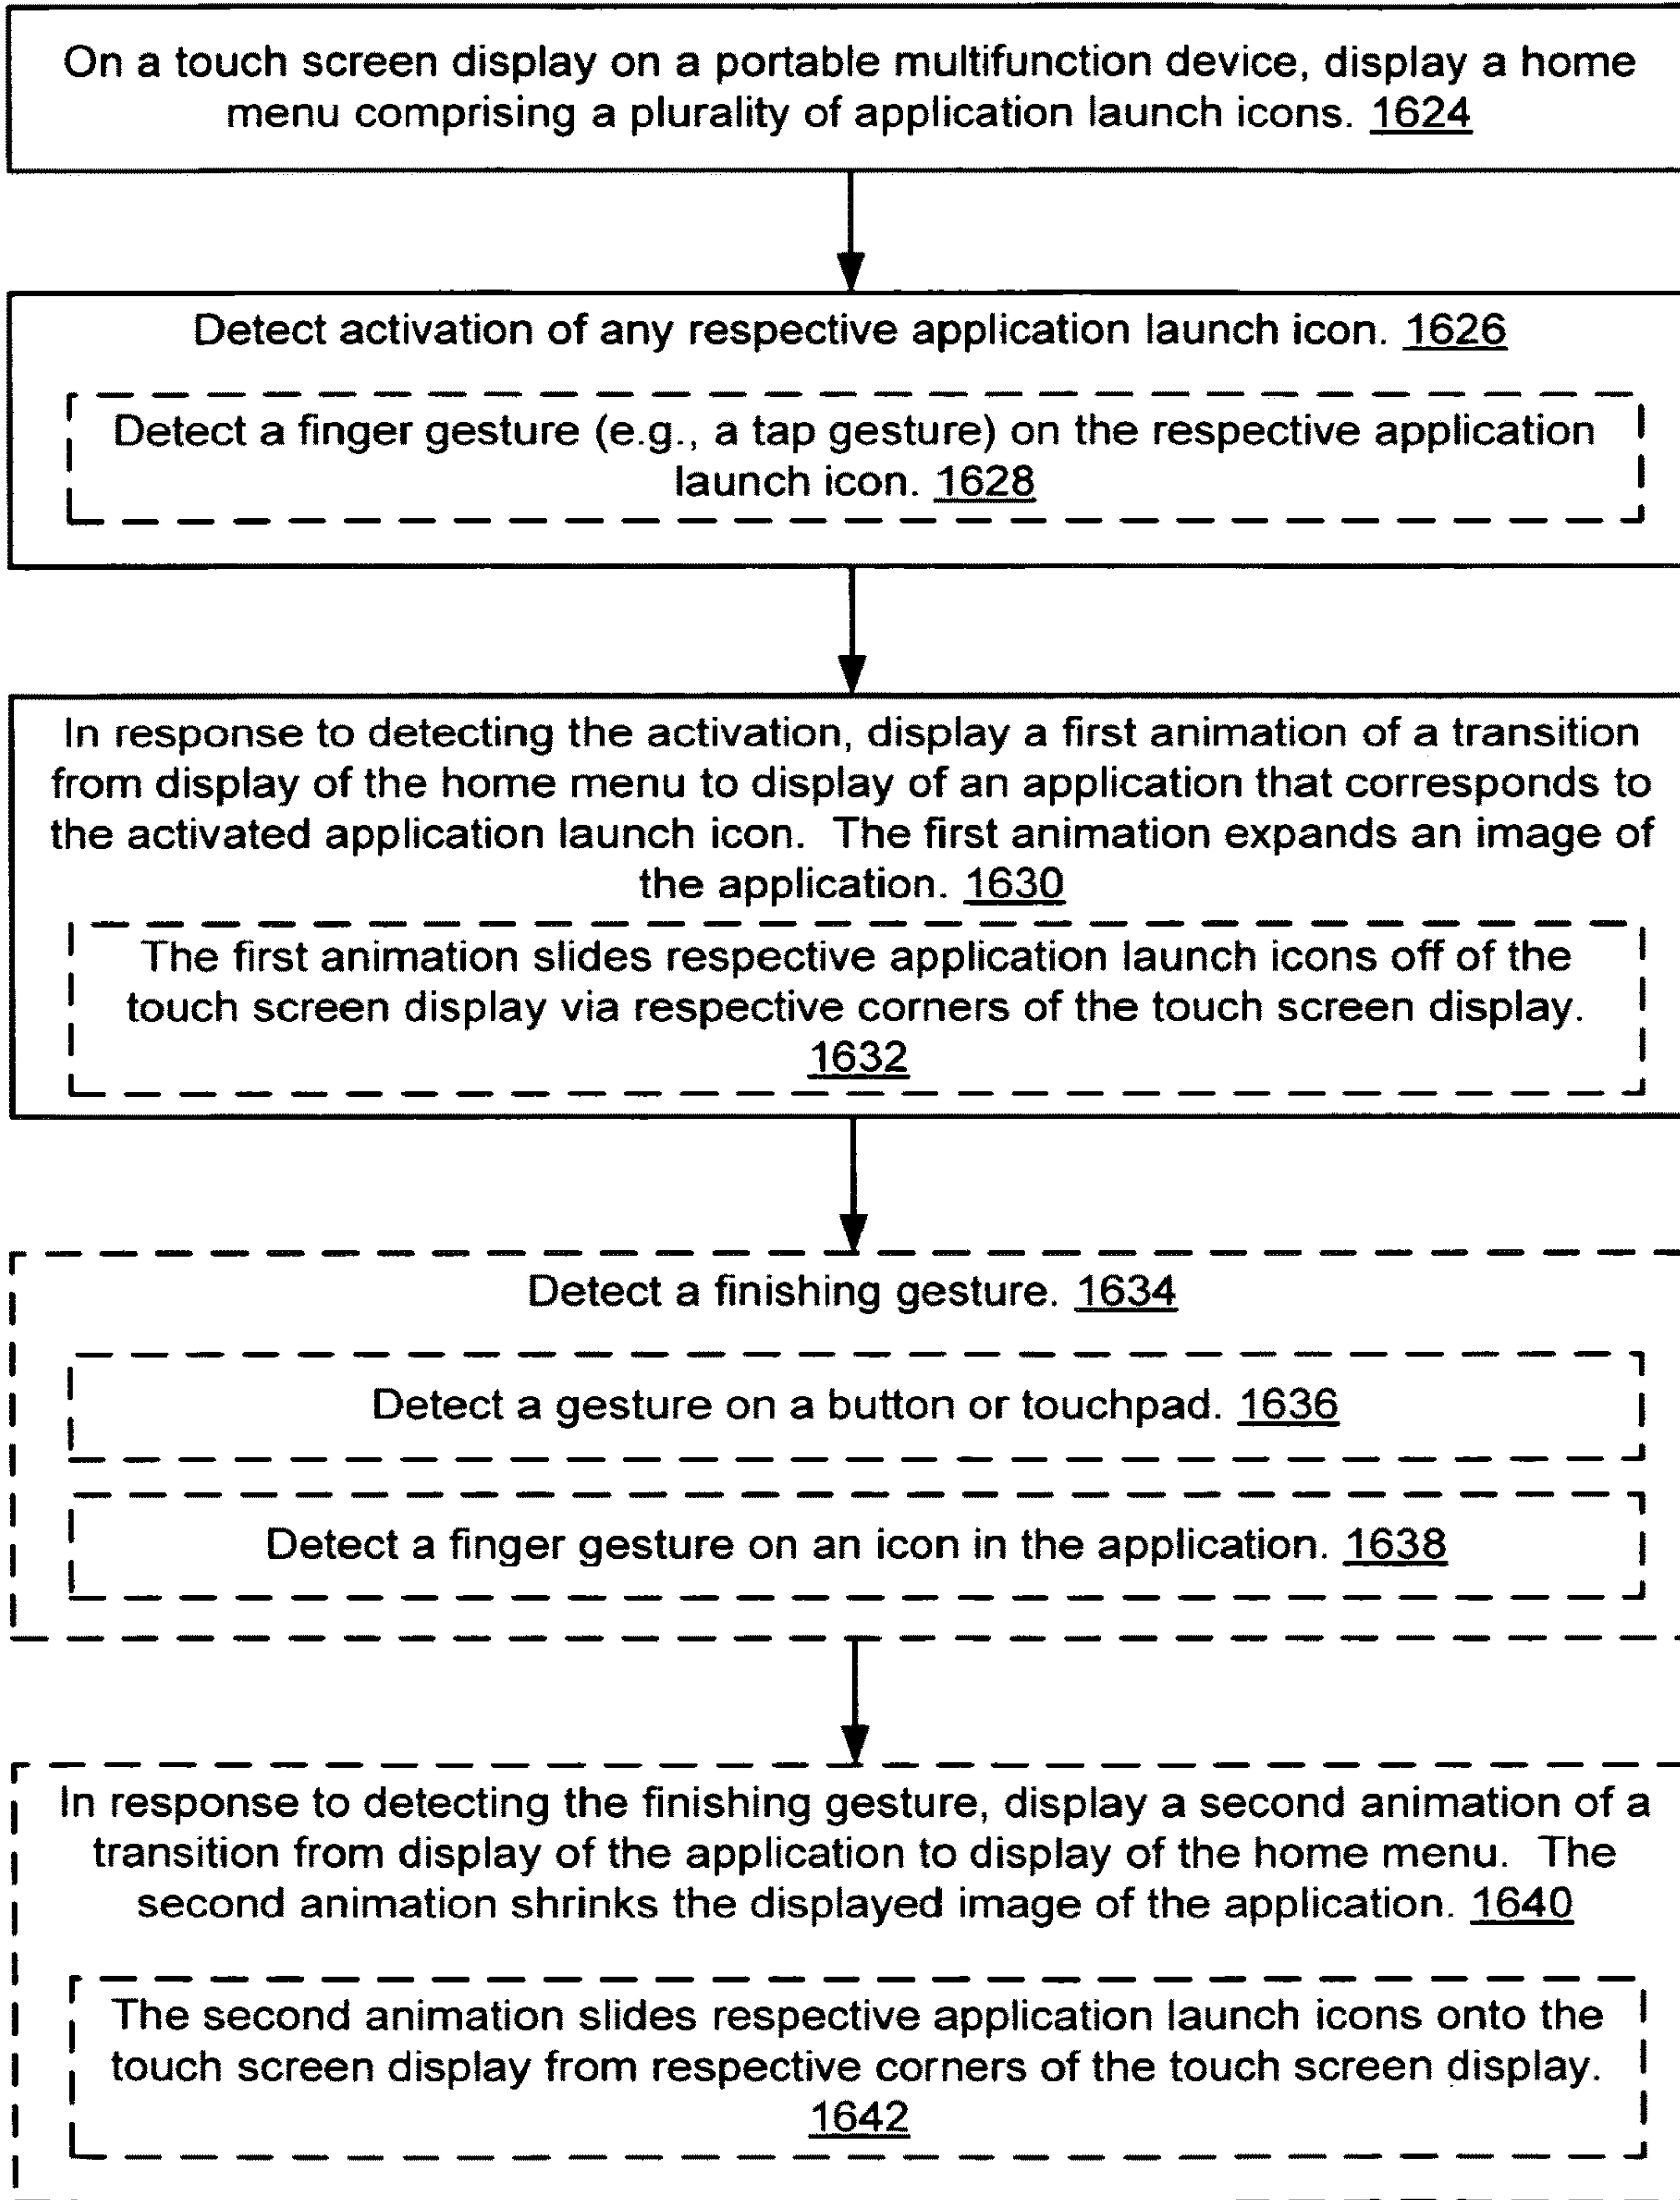 On a touch screen display on a portable multifunction device, display a home
menu comprising a plurality of application launch icons. 1624
Detect activation of any respective application launch icon. 1626
Detect a finger gesture (e.g., a tap gesture) on the respective application
launch icon. 1628
In response to detecting the activation, display a first animation of a transition
from display of the home menu to display of an application that corresponds to
the activated application launch icon. The first animation expands an image of
the application. 1630
The first animation slides respective application launch icons off of the
touch screen display via respective corners of the touch screen display.
1632
Detect a finishing gesture. 1634
Detect a gesture on a button or touchpad. 1636
Detect a finger gesture on an icon in the application. 1638
In response to detecting the finishing gesture, display a second animation of a
transition from display of the application to display of the home menu. The
second animation shrinks the displayed image of the application. 1640
The second animation slides respective application launch icons onto the
touch screen display from respective corners of the touch screen display.
1642